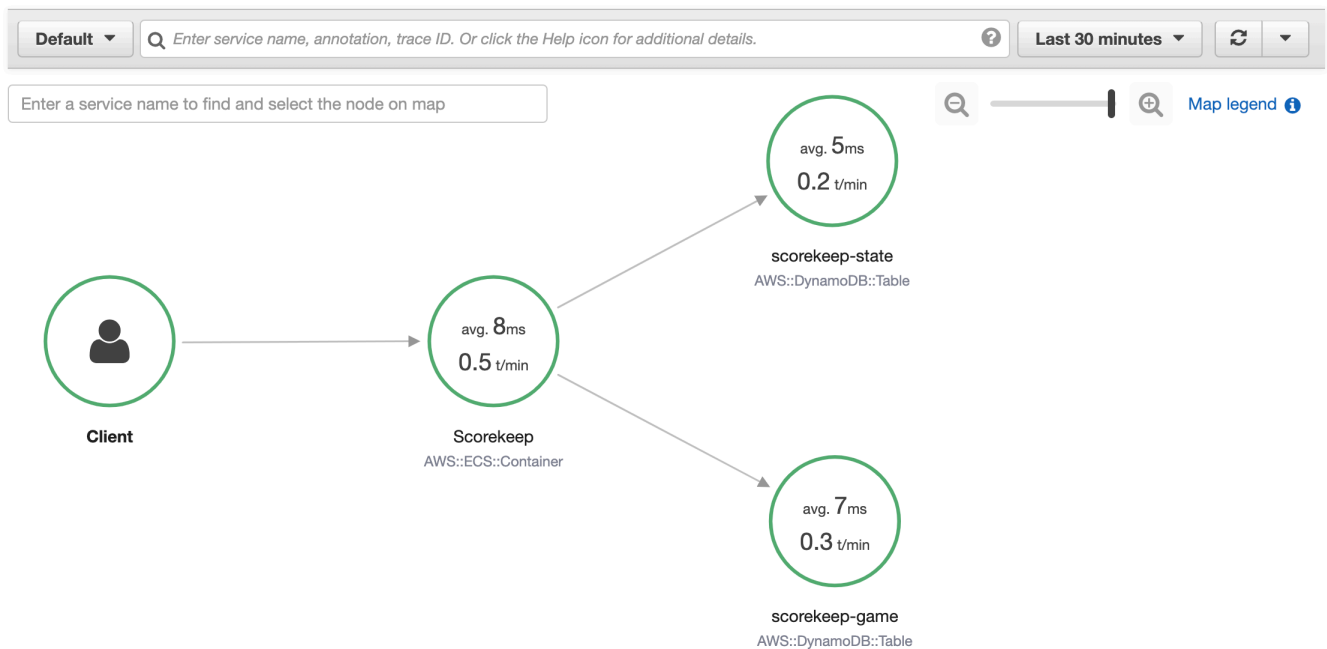 Default
Enter service name, annotation, trace ID. Or click the Help icon for additional details.
?
Last 30 minutes
Enter a service name to find and select the node on map
Map legend i
avg. 5ms
0.2 t/min
scorekeep-state
AWS::DynamoDB::Table
Client
avg. 8ms
0.5 t/min
Scorekeep
AWS::ECS::Container
avg. 7ms
0.3 t/min
scorekeep-game
AWS::DynamoDB::Table